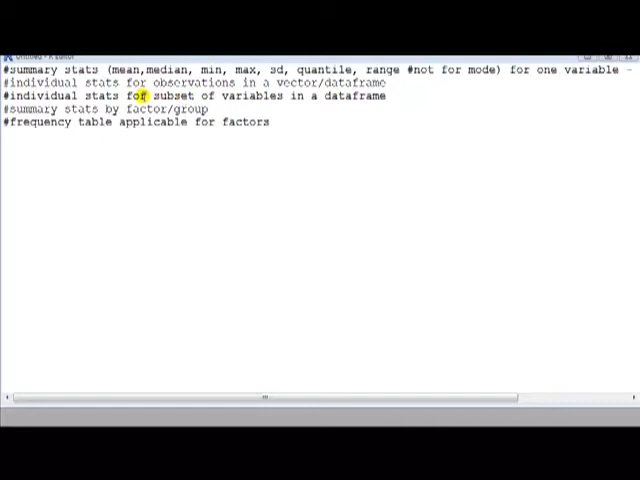 Untitled - R Editor
#summary stats (mean,median, min, max, sd, quantile, range #not for mode) for one variable -
#individual stats for observations in a vector/dataframe
#individual stats for subset of variables in a dataframe
#summary stats by factor/group
#frequency table applicable for factors